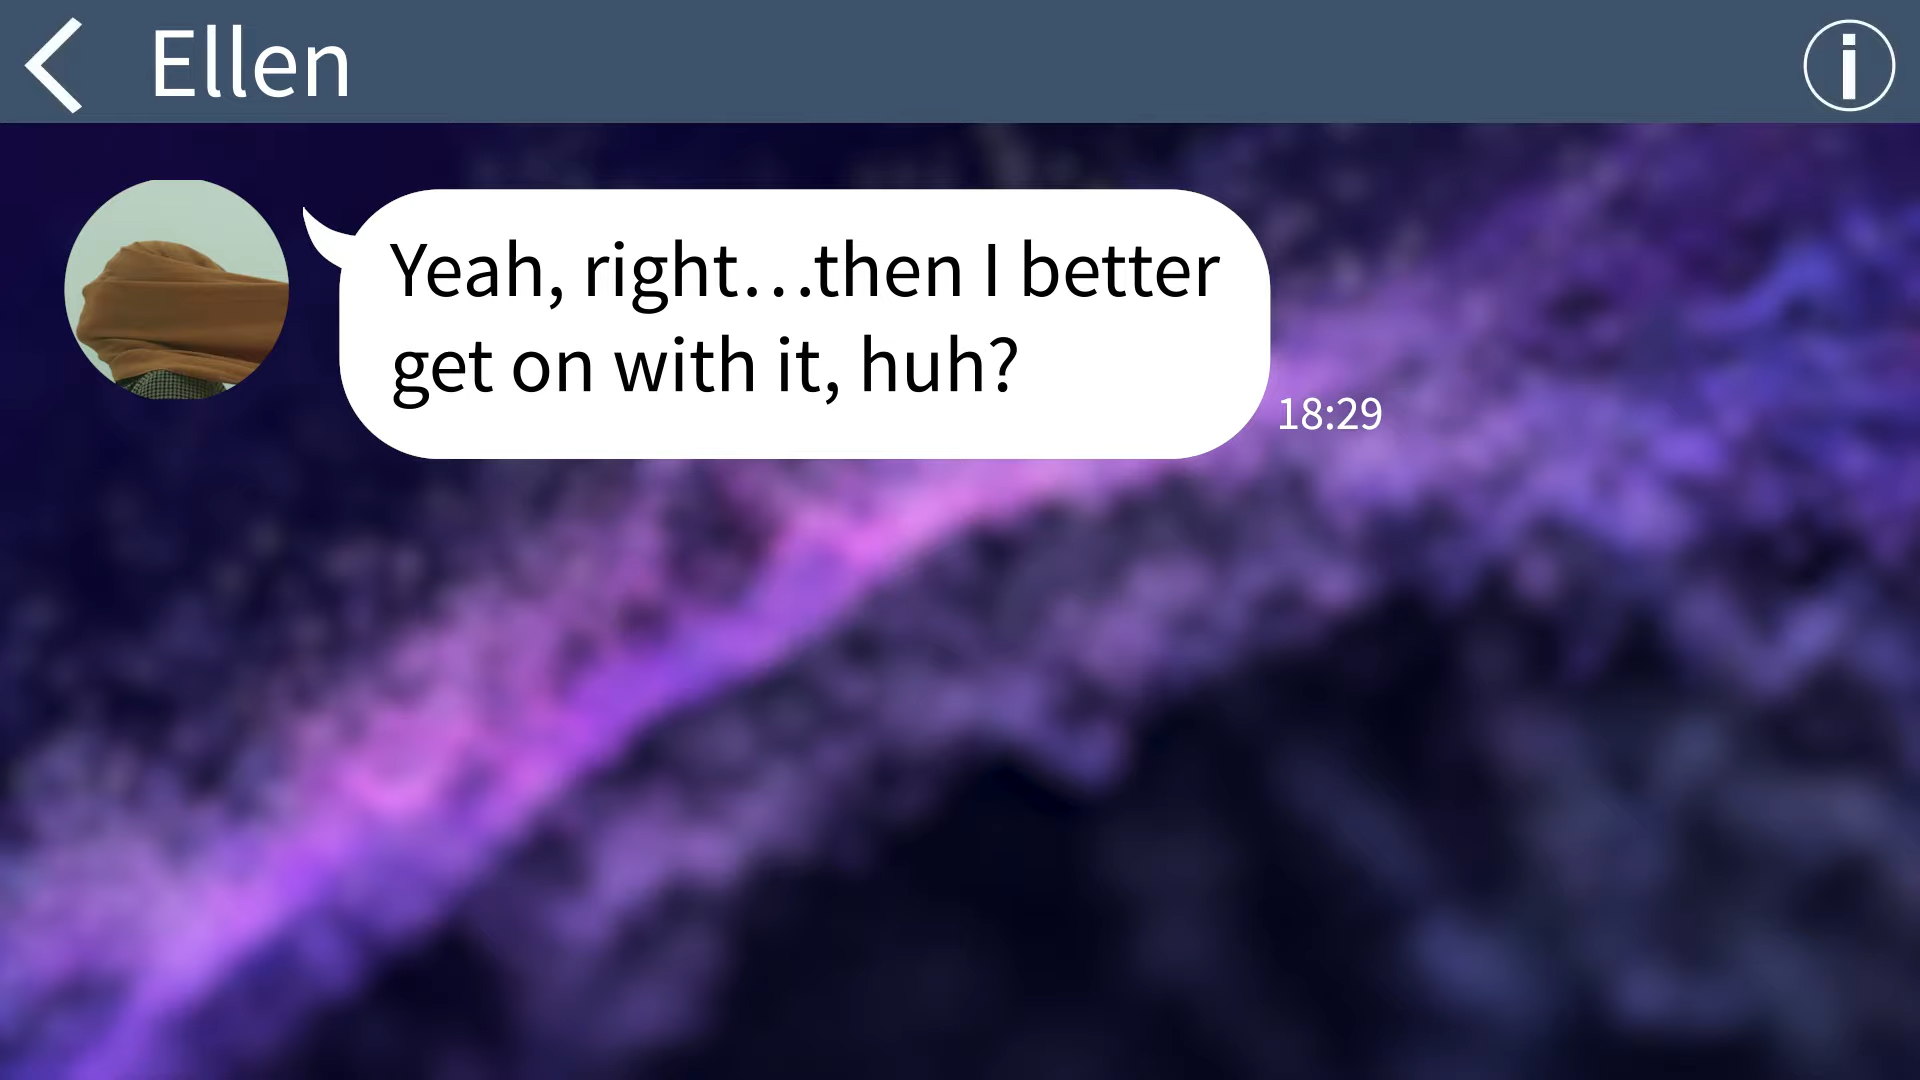 Ellen
Yeah, right…then I better
get on with it, huh?
18:29